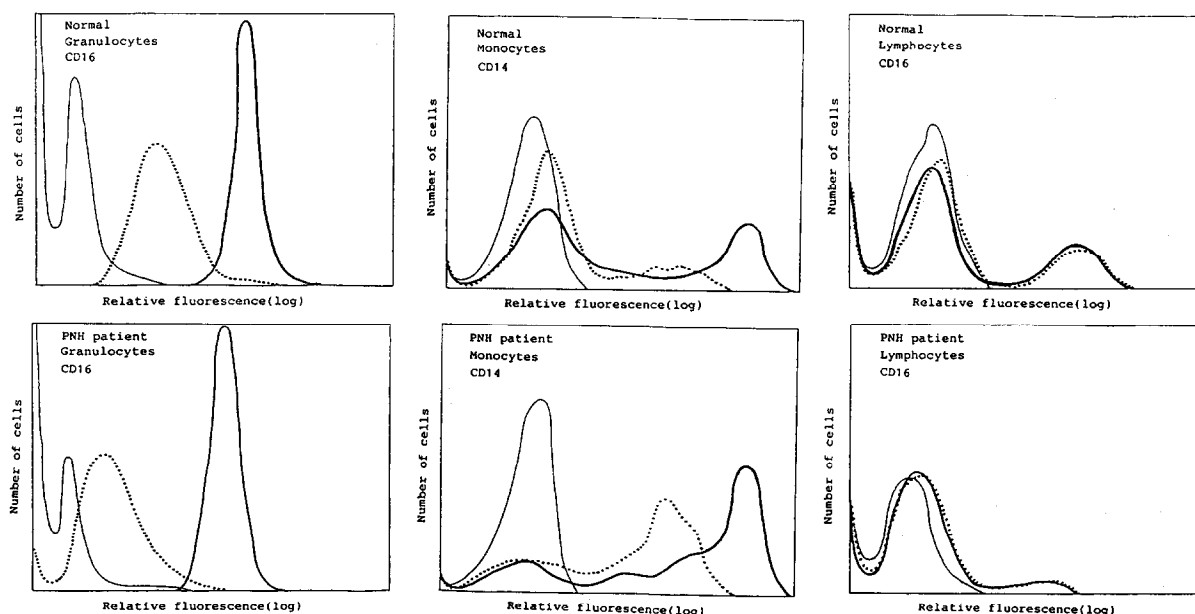 Normal
Granulocytes
CD16
Number of cells
Relative fluorescence(log)
Normal
Monocytes
CD14
Number of cells
Relative fluorescence(log)
Normal
Lymphocytes
CD16
Number of cells
Relative fluorescence(log)
PNH patient
Granulocytes
CD16
Number of cells
Relative fluorescence(log)
PNH patient
Monocytes
CD14
Number of cells
Relative fluorescence(log)
PNH patient
Lymphocytes
CD16
Number of cells
Relative fluorescence(log)